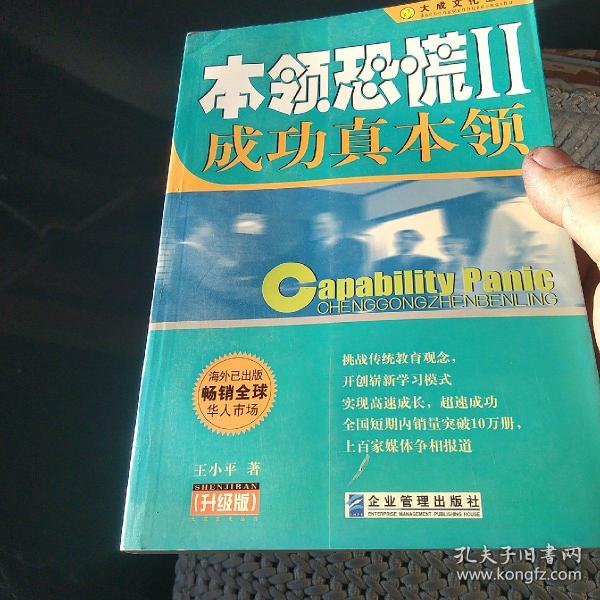 大成文化
本领恐慌II
成功真本领
Capability Panic
CHENGGONGZHENBENLING
海外已出版
畅销全球
华人市场
挑战传统教育观念，
开创崭新学习模式
实现高速成长，超速成功
全国短期内销量突破10万册，
上百家媒体争相报道
王小平 著
SHENJIBAN
(升级版)
企业管理出版社
ENTERPRISE MANAGEMENT PUBLISHING HOUSE
孔夫子旧书网
www.kongfz.com